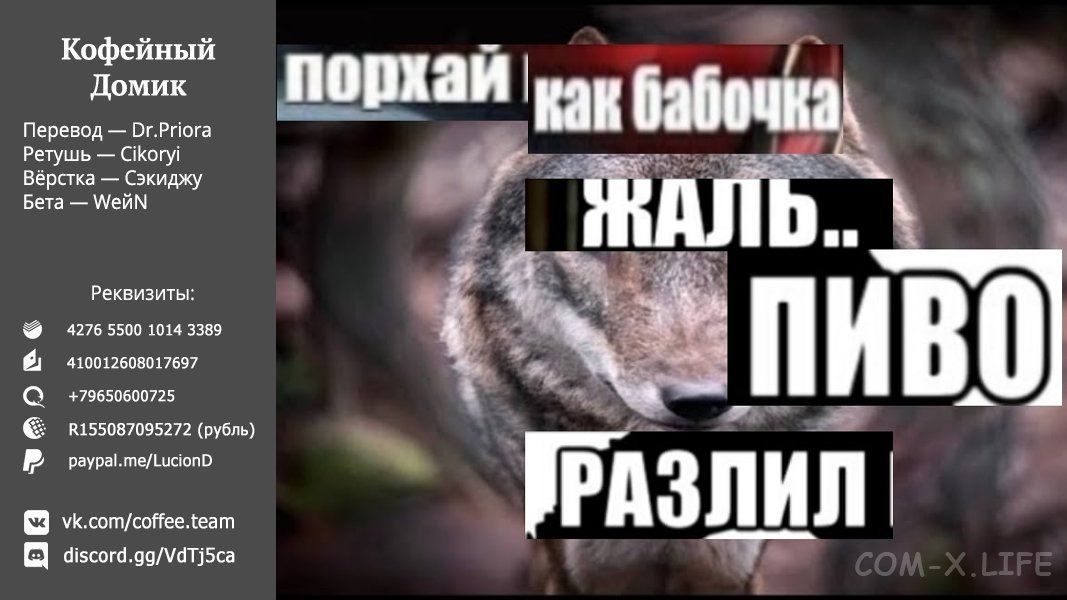 Кофейный
Домик
Перевод — Dr.Priora
Ретушь — Cikoryi
Вёрстка — Сэкиджу
Бета — WeйN
Реквизиты:
4276 5500 1014 3389
410012608017697
+79650600725
R155087095272 (рубль)
paypal.me/LucionD
vk.com/coffee.team
discord.gg/VdTj5ca
порхай как бабочка
ЖАЛЬ..
ПИВО
РАЗЛИЛ
COM-X.LIFE